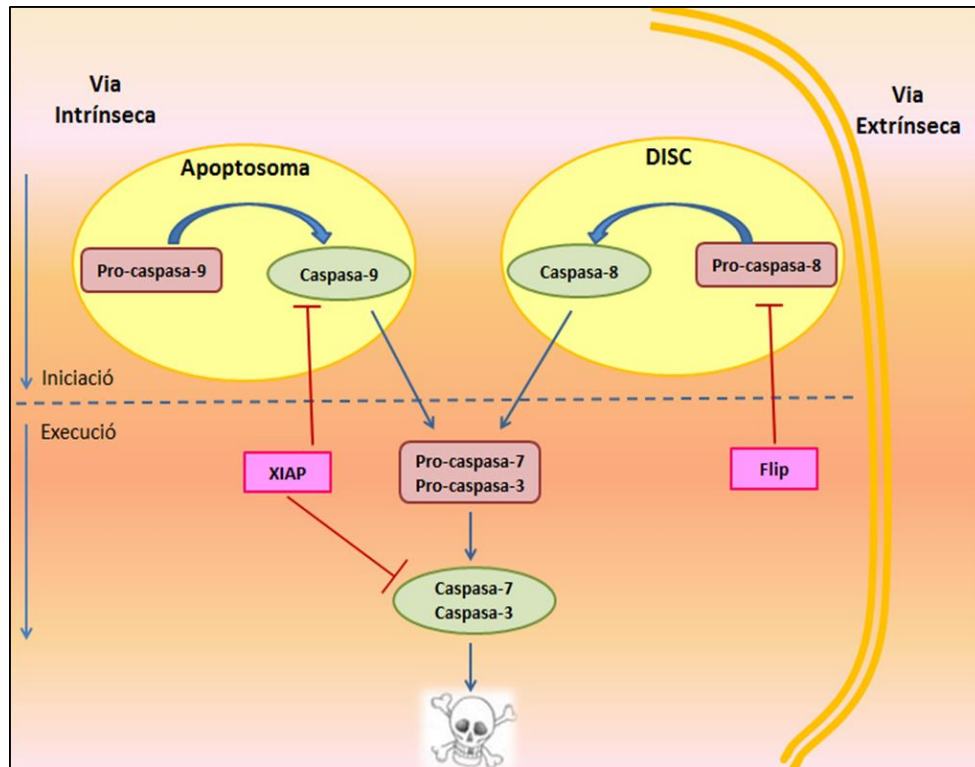 Via
Intrínseca
Via
Extrínseca
Apoptosoma
DISC
Pro-caspasa-9
Caspasa-9
Caspasa-8
Pro-caspasa-8
Iniciació
Execució
XIAP
Pro-caspasa-7
Pro-caspasa-3
Flip
Caspasa-7
Caspasa-3